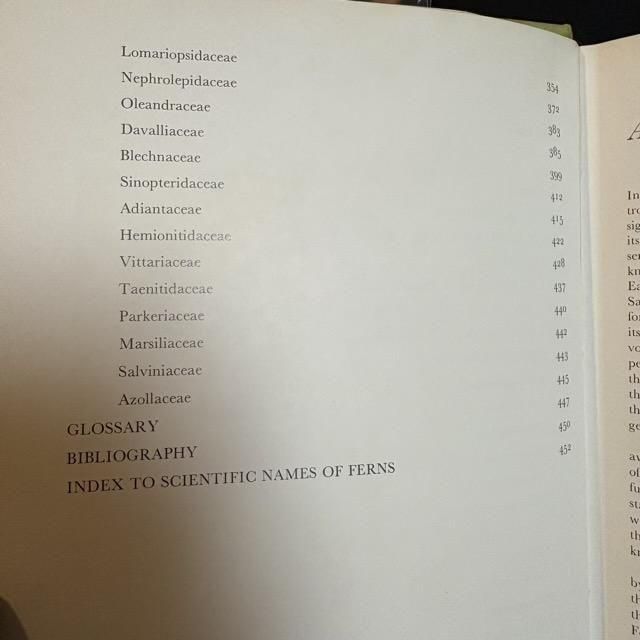 Lomariopsidaceae 354
Nephrolepidaceae 372
Oleandraceae 383
Davalliaceae 385
Blechnaceae 399
Sinopteridaceae 412
Adiantaceae 415
Hemionitidaceae 422
Vittariaceae 428
Taenitidaceae 437
Parkeriaceae 440
Marsiliaceae 442
Salviniaceae 443
Azollaceae 445
GLOSSARY 447
BIBLIOGRAPHY 450
INDEX TO SCIENTIFIC NAMES OF FERNS 452